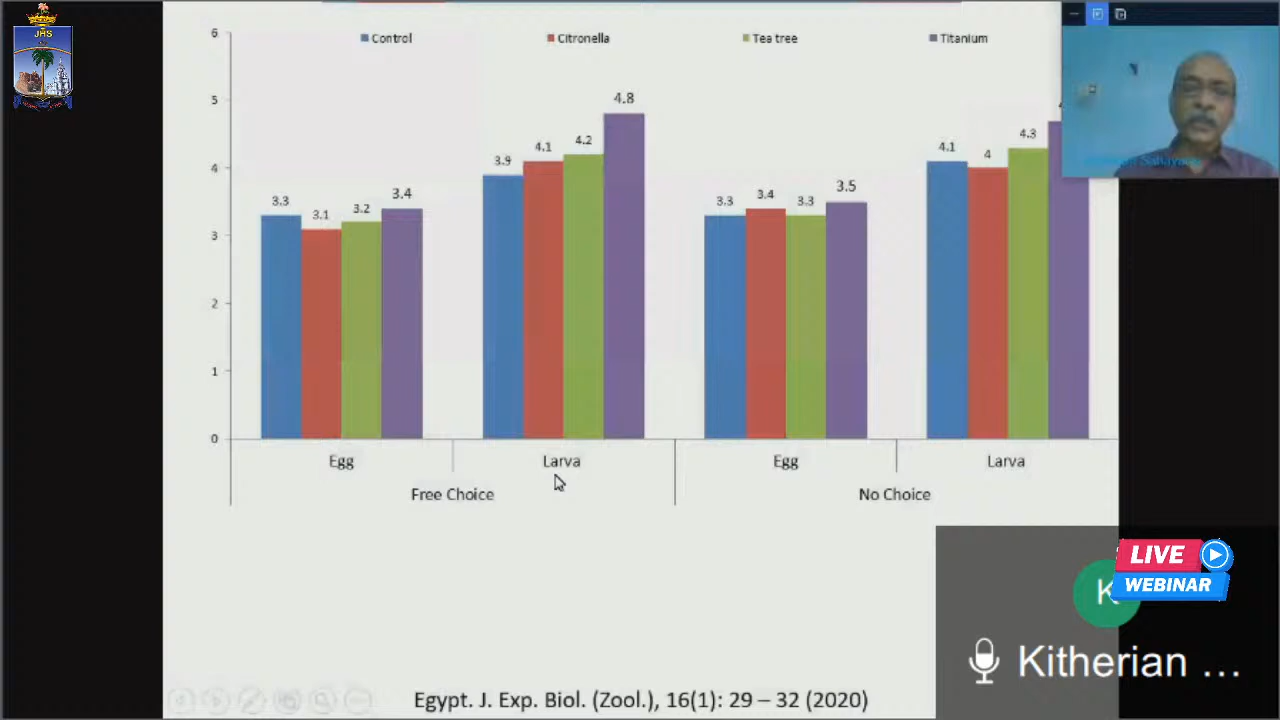 JHS
6
Control
Citronella
Tea tree
Titanium
5
4
3
2
1
0
3.3
3.1
3.2
3.4
3.9
4.1
4.2
4.8
3.3
3.4
3.3
3.5
4.1
4
4.3
Egg
Larva
Egg
Larva
Free Choice
No Choice
LIVE
WEBINAR
K
Kitherian ...
Egypt. J. Exp. Biol. (Zool.), 16(1): 29 – 32 (2020)